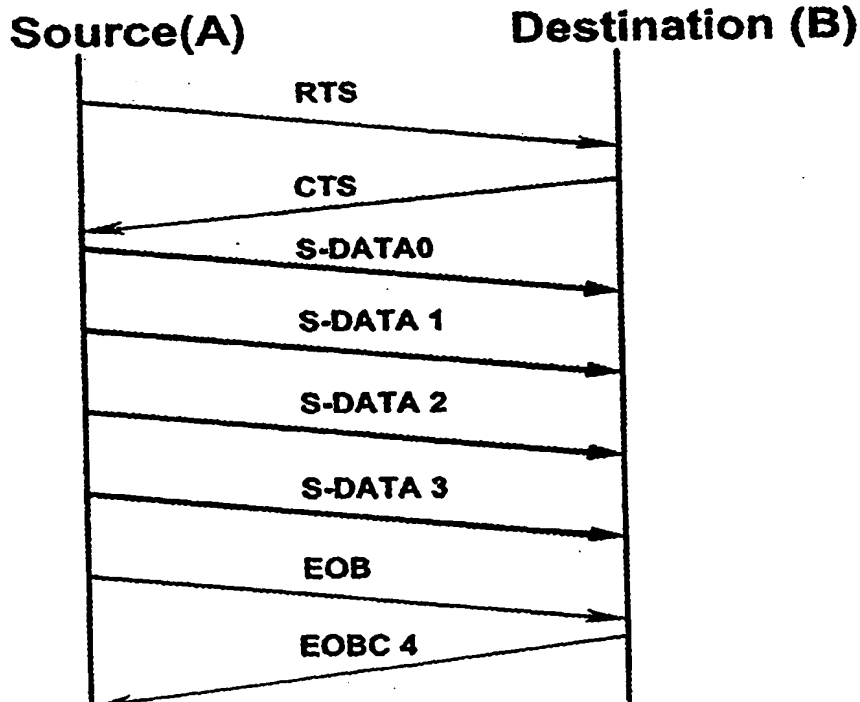 Source(A)
Destination (B)
RTS
CTS
S-DATA0
S-DATA 1
S-DATA 2
S-DATA 3
EOB
EOBC 4